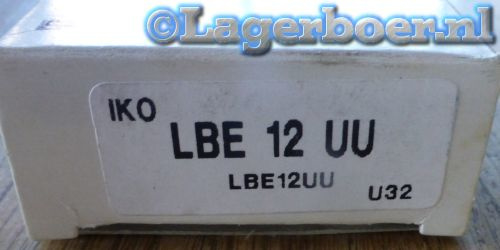 ©Lagerboer.nl
IKO
LBE 12 UU
LBE12UU
U32